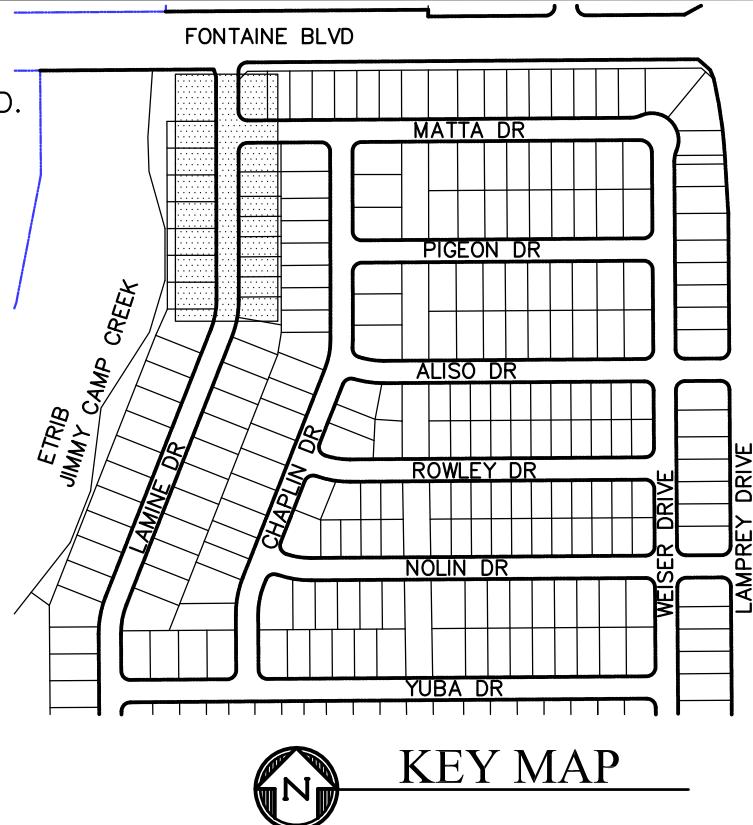 FONTAINE BLVD
D.
MATTA DR
PIGEON DR
ETRIB
JIMMY CAMP CREEK
ALISO DR
LAMINE DR
CHAPLIN DR
ROWLEY DR
WEISER DRIVE
LAMPREY DRIVE
NOLIN DR
YUBA DR
N
KEY MAP